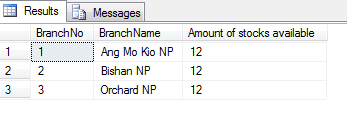 Results Messages
BranchNo BranchName Amount of stocks available
1 1 Ang Mo Kio NP 12
2 2 Bishan NP 12
3 3 Orchard NP 12